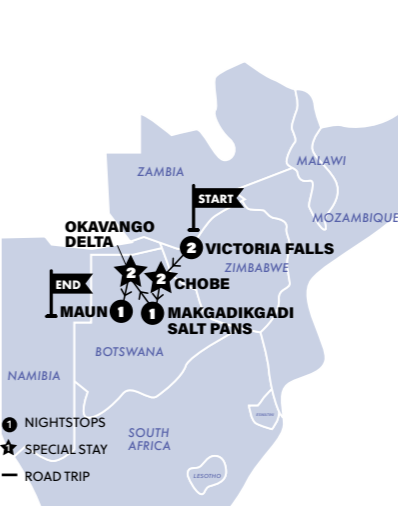 ZAMBIA
MALAWI
START
MOZAMBIQUE
OKAVANGO
DELTA
2 VICTORIA FALLS
ZIMBABWE
2
2 CHOBE
END
MAUN 1
1 MAKGADIKGADI
SALT PANS
BOTSWANA
NAMIBIA
1 NIGHTSTOPS
SOUTH
AFRICA
1 SPECIAL STAY
ROAD TRIP
LESOTHO